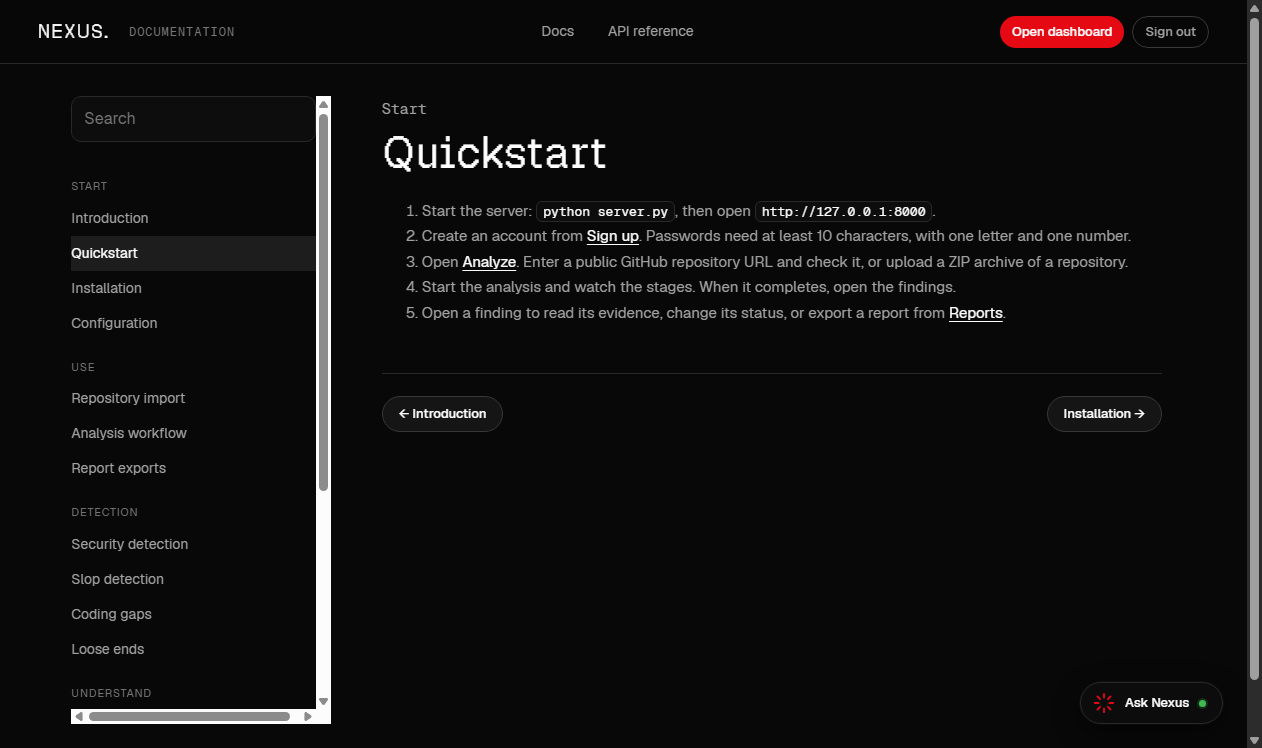 NEXUS. DOCUMENTATION
Docs
API reference
Open dashboard
Sign out
Search
START
Introduction
Quickstart
Installation
Configuration
USE
Repository import
Analysis workflow
Report exports
DETECTION
Security detection
Slop detection
Coding gaps
Loose ends
UNDERSTAND
Start
Quickstart
1. Start the server: python server.py, then open http://127.0.0.1:8000.
2. Create an account from Sign up. Passwords need at least 10 characters, with one letter and one number.
3. Open Analyze. Enter a public GitHub repository URL and check it, or upload a ZIP archive of a repository.
4. Start the analysis and watch the stages. When it completes, open the findings.
5. Open a finding to read its evidence, change its status, or export a report from Reports.
← Introduction
Installation →
Ask Nexus